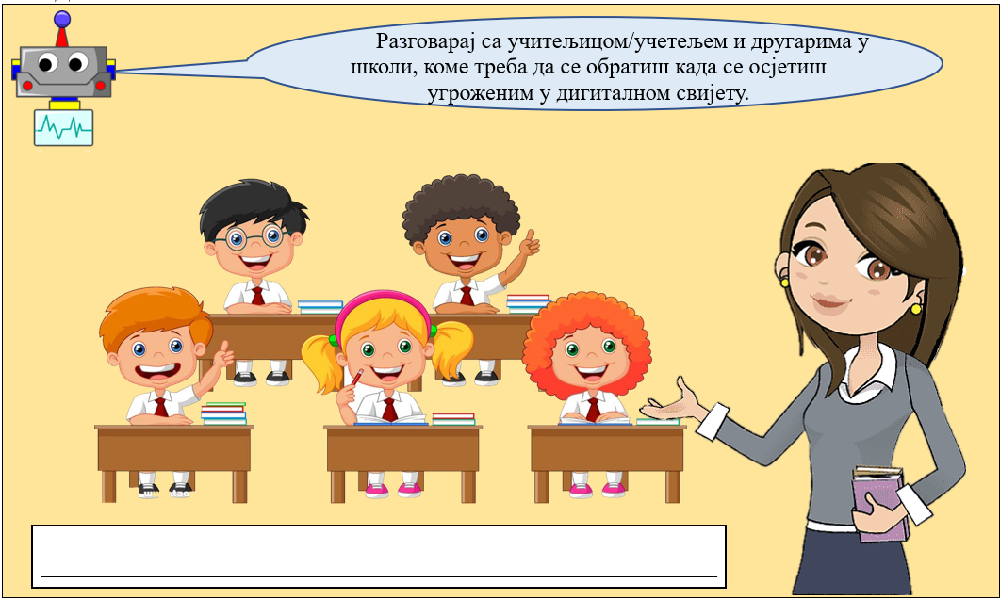 Разговарај са учитељицом/учетељем и другарима у
школи, коме треба да се обратиш када се осјетиш
угроженим у дигиталном свијету.